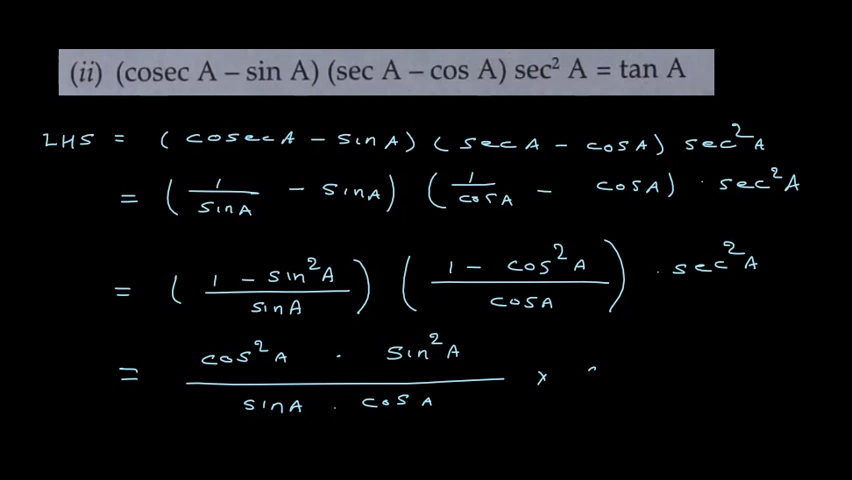 (ii) (cosec A – sin A) (sec A – cos A) sec² A = tan A
LHS = (cosecA – sinA) (secA – cosA) sec²A
= (1/sinA – sinA) (1/cosA – cosA) · sec²A
= (1 – sin²A/sinA) (1 – cos²A/cosA) · sec²A
= cos²A · sin²A/sinA · cosA ×